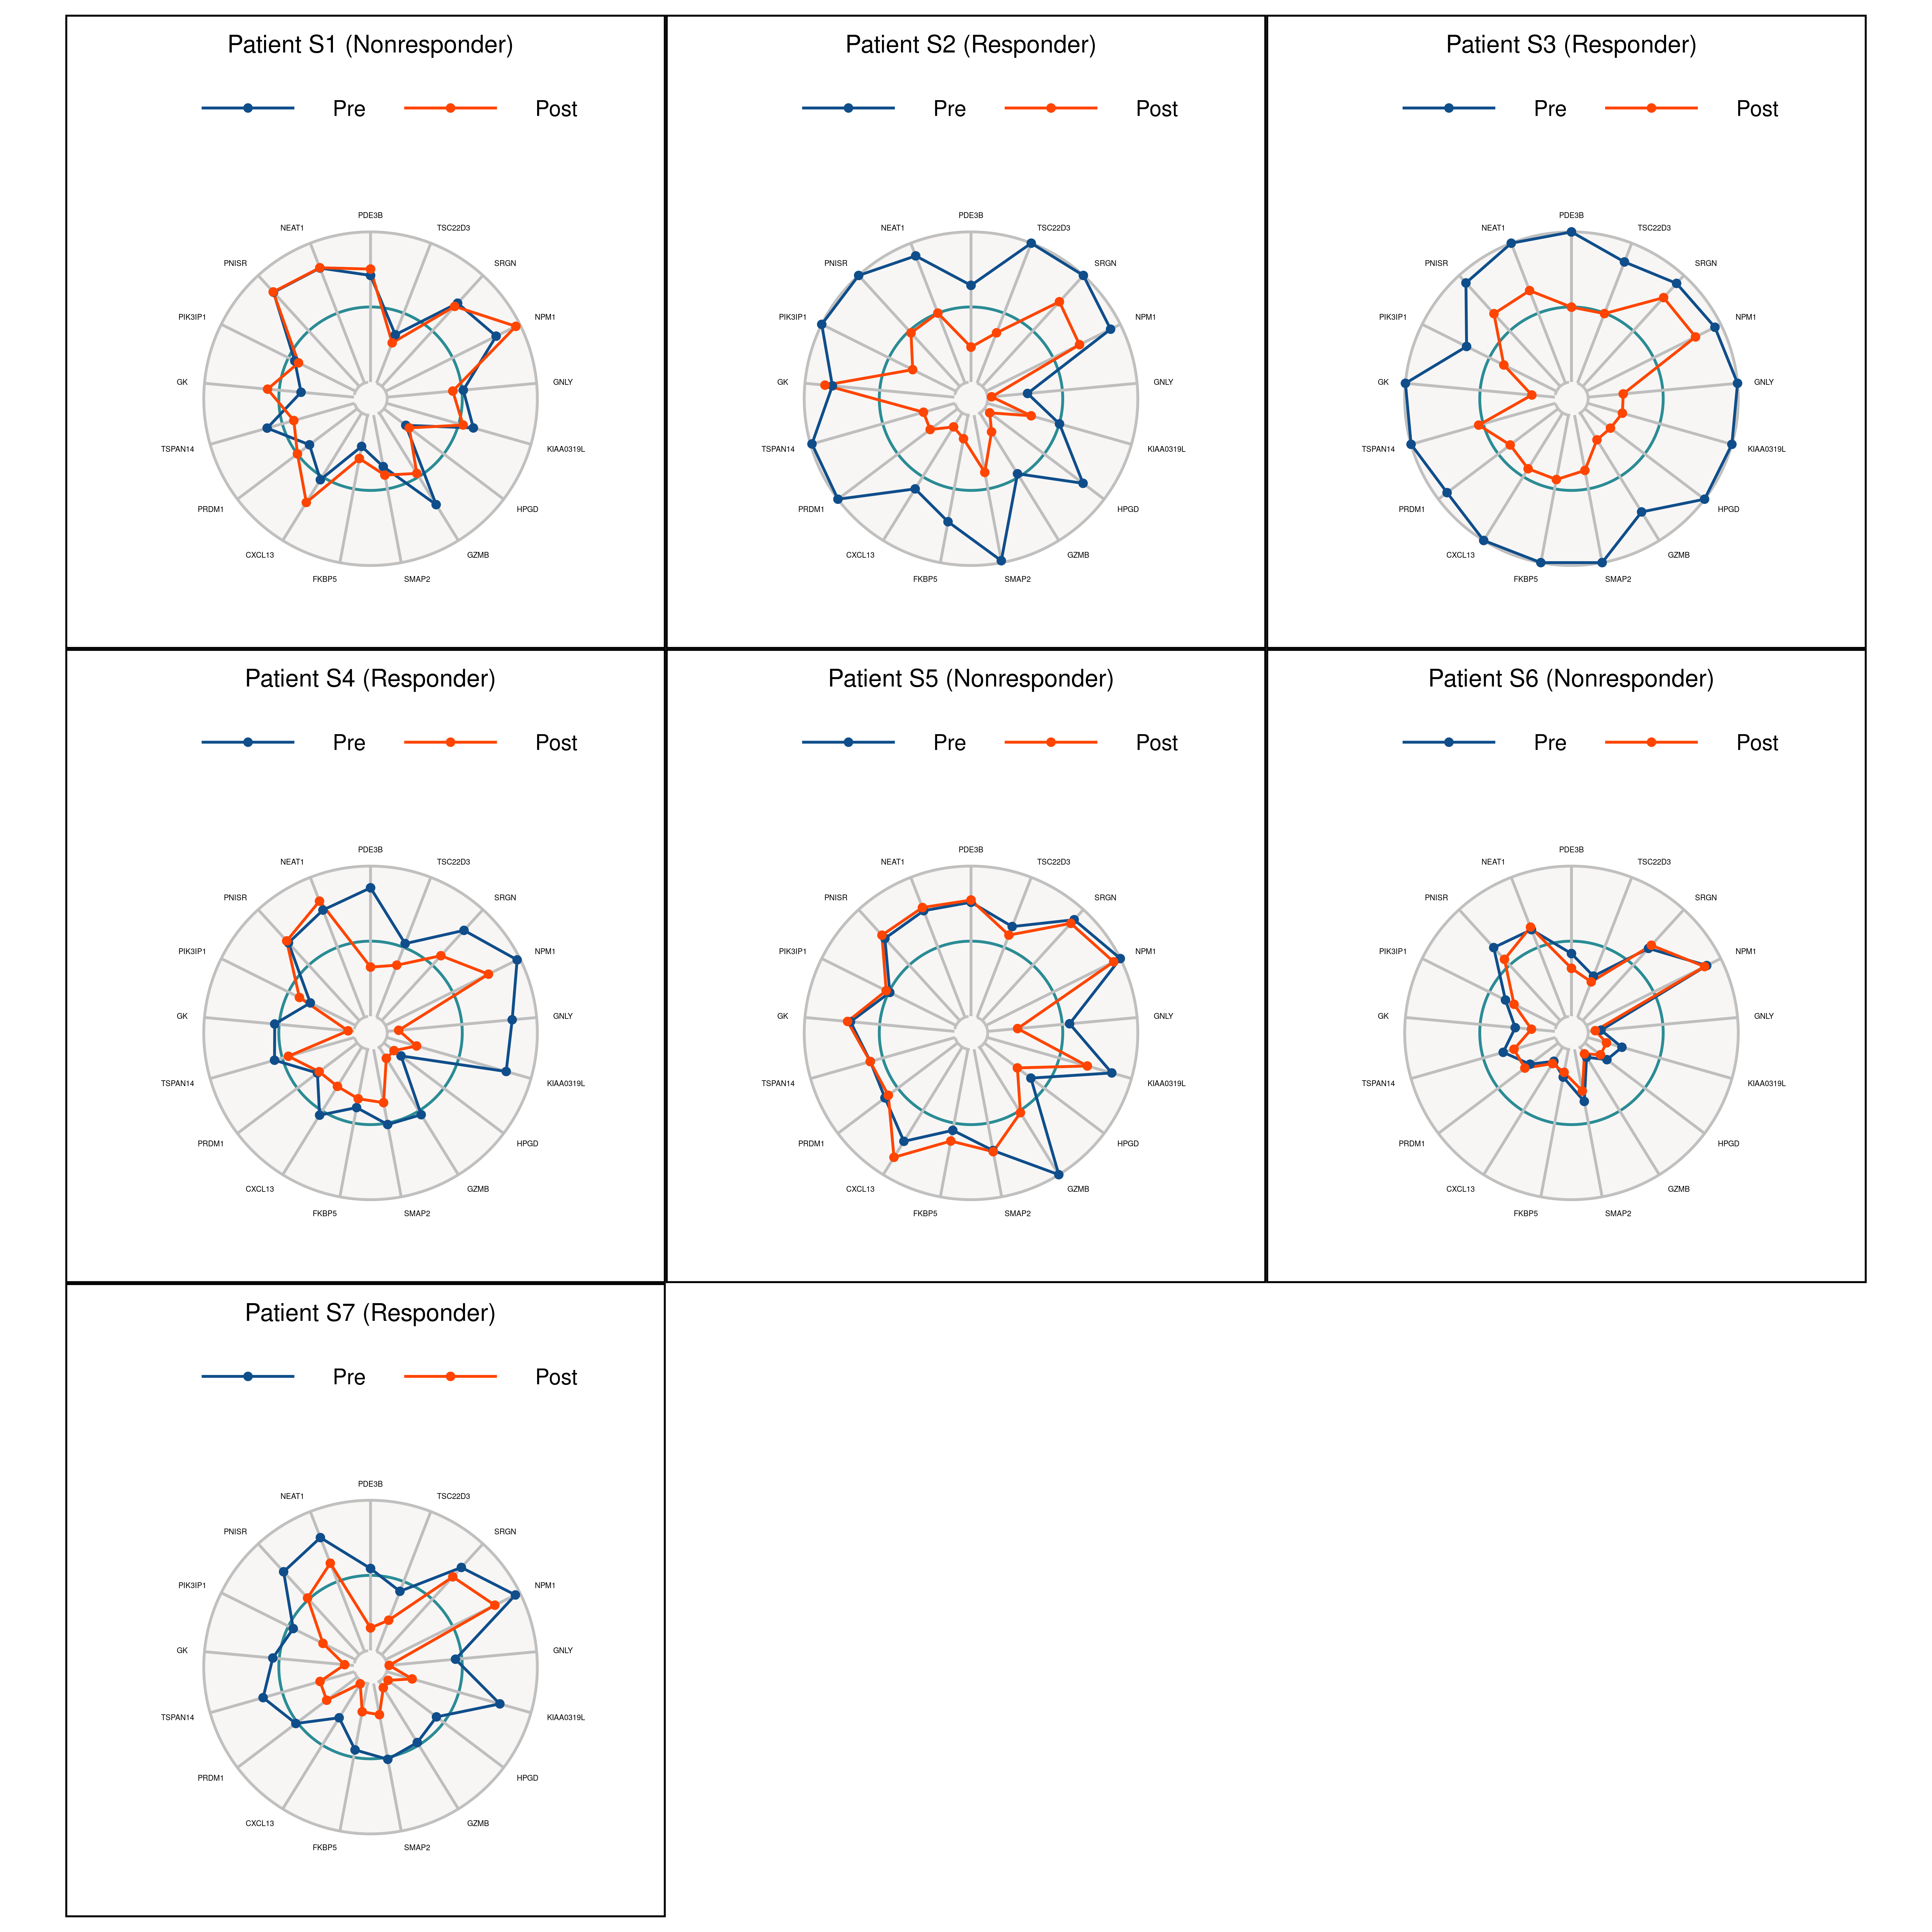 Patient S1 (Nonresponder)
Pre Post
PDE3B
NEAT1 TSC22D3
PNISR SRGN
PIK3IP1 NPM1
GK GNLY
TSPAN14 KIAA0319L
PRDM1 HPGD
CXCL13 GZMB
FKBP5 SMAP2
Patient S2 (Responder)
Pre Post
PDE3B
NEAT1 TSC22D3
PNISR SRGN
PIK3IP1 NPM1
GK GNLY
TSPAN14 KIAA0319L
PRDM1 HPGD
CXCL13 GZMB
FKBP5 SMAP2
Patient S3 (Responder)
Pre Post
PDE3B
NEAT1 TSC22D3
PNISR SRGN
PIK3IP1 NPM1
GK GNLY
TSPAN14 KIAA0319L
PRDM1 HPGD
CXCL13 GZMB
FKBP5 SMAP2
Patient S4 (Responder)
Pre Post
PDE3B
NEAT1 TSC22D3
PNISR SRGN
PIK3IP1 NPM1
GK GNLY
TSPAN14 KIAA0319L
PRDM1 HPGD
CXCL13 GZMB
FKBP5 SMAP2
Patient S5 (Nonresponder)
Pre Post
PDE3B
NEAT1 TSC22D3
PNISR SRGN
PIK3IP1 NPM1
GK GNLY
TSPAN14 KIAA0319L
PRDM1 HPGD
CXCL13 GZMB
FKBP5 SMAP2
Patient S6 (Nonresponder)
Pre Post
PDE3B
NEAT1 TSC22D3
PNISR SRGN
PIK3IP1 NPM1
GK GNLY
TSPAN14 KIAA0319L
PRDM1 HPGD
CXCL13 GZMB
FKBP5 SMAP2
Patient S7 (Responder)
Pre Post
PDE3B
NEAT1 TSC22D3
PNISR SRGN
PIK3IP1 NPM1
GK GNLY
TSPAN14 KIAA0319L
PRDM1 HPGD
CXCL13 GZMB
FKBP5 SMAP2